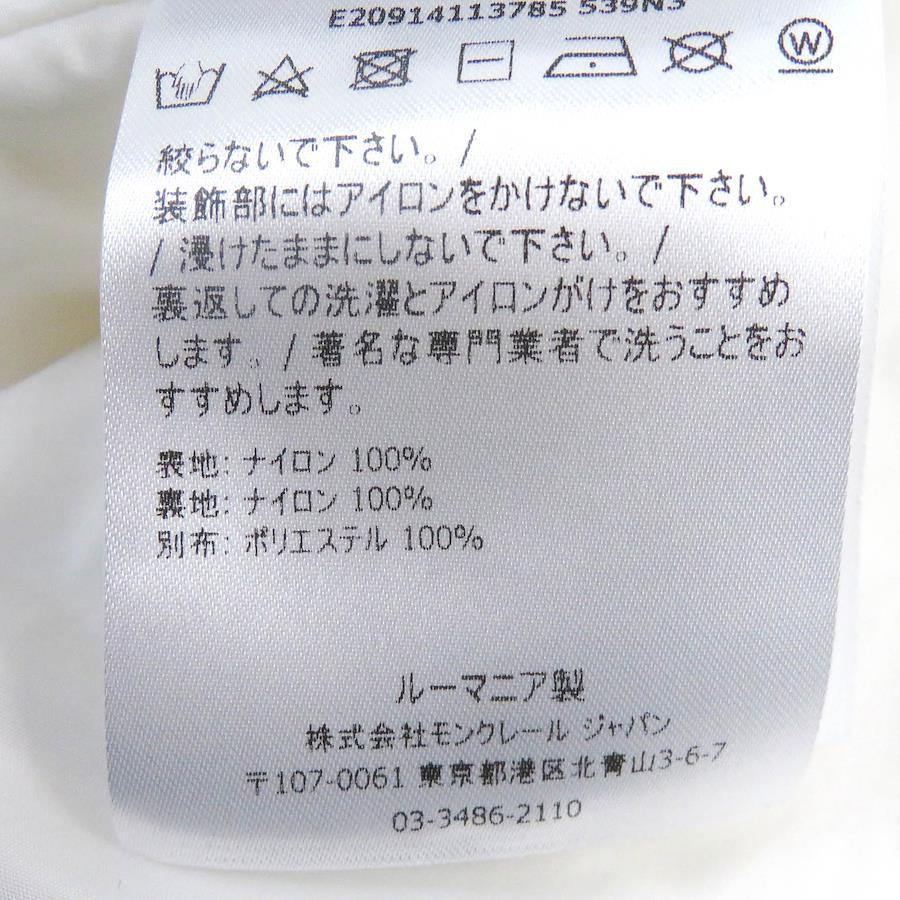 E20914113785 539N3
W
絞らないで下さい。/
装飾部にはアイロンをかけないで下さい。
/ 浸けたままにしないで下さい。/
裏返しての洗濯とアイロンがけをおすすめ
します。/ 著名な専門業者で洗うことをお
すすめします。
表地: ナイロン 100%
裏地: ナイロン 100%
別布: ポリエステル 100%
ルーマニア製
株式会社モンクレール ジャパン
〒107-0061 東京都港区北青山3-6-7
03-3486-2110